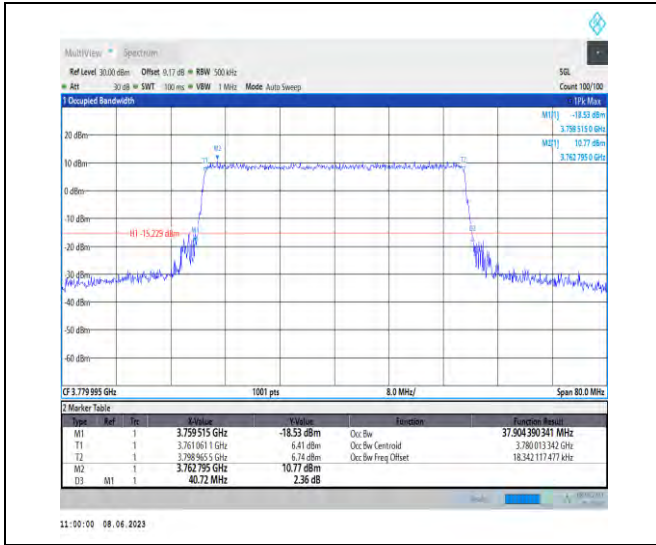 MultiView Spectrum
Ref Level 30.00 dBm Offset 9.17 dB RBW 500 kHz SGL
Att 30 dB SWT 100 ms VBW 1 MHz Mode Auto Sweep Count 100/100
1 Occupied Bandwidth 1Pk Max
M1[1] -18.53 dBm
3.759 515 0 GHz
M2[1] 10.77 dBm
3.762 795 0 GHz
20 dBm
M2
T1 T2
10 dBm
0 dBm
-10 dBm
H1 -15.229 dBm M1 D3
-20 dBm
-30 dBm
-40 dBm
-50 dBm
-60 dBm
CF 3.779 995 GHz 1001 pts 8.0 MHz/ Span 80.0 MHz
2 Marker Table
Type Ref Trc X-Value Y-Value Function Function Result
M1 1 3.759 515 GHz -18.53 dBm Occ Bw 37.904 390 341 MHz
T1 1 3.761 061 1 GHz 6.41 dBm Occ Bw Centroid 3.780 013 342 GHz
T2 1 3.798 965 5 GHz 6.74 dBm Occ Bw Freq Offset 18.342 117 477 kHz
M2 1 3.762 795 GHz 10.77 dBm
D3 M1 1 40.72 MHz 2.36 dB
11:00:00 08.06.2023